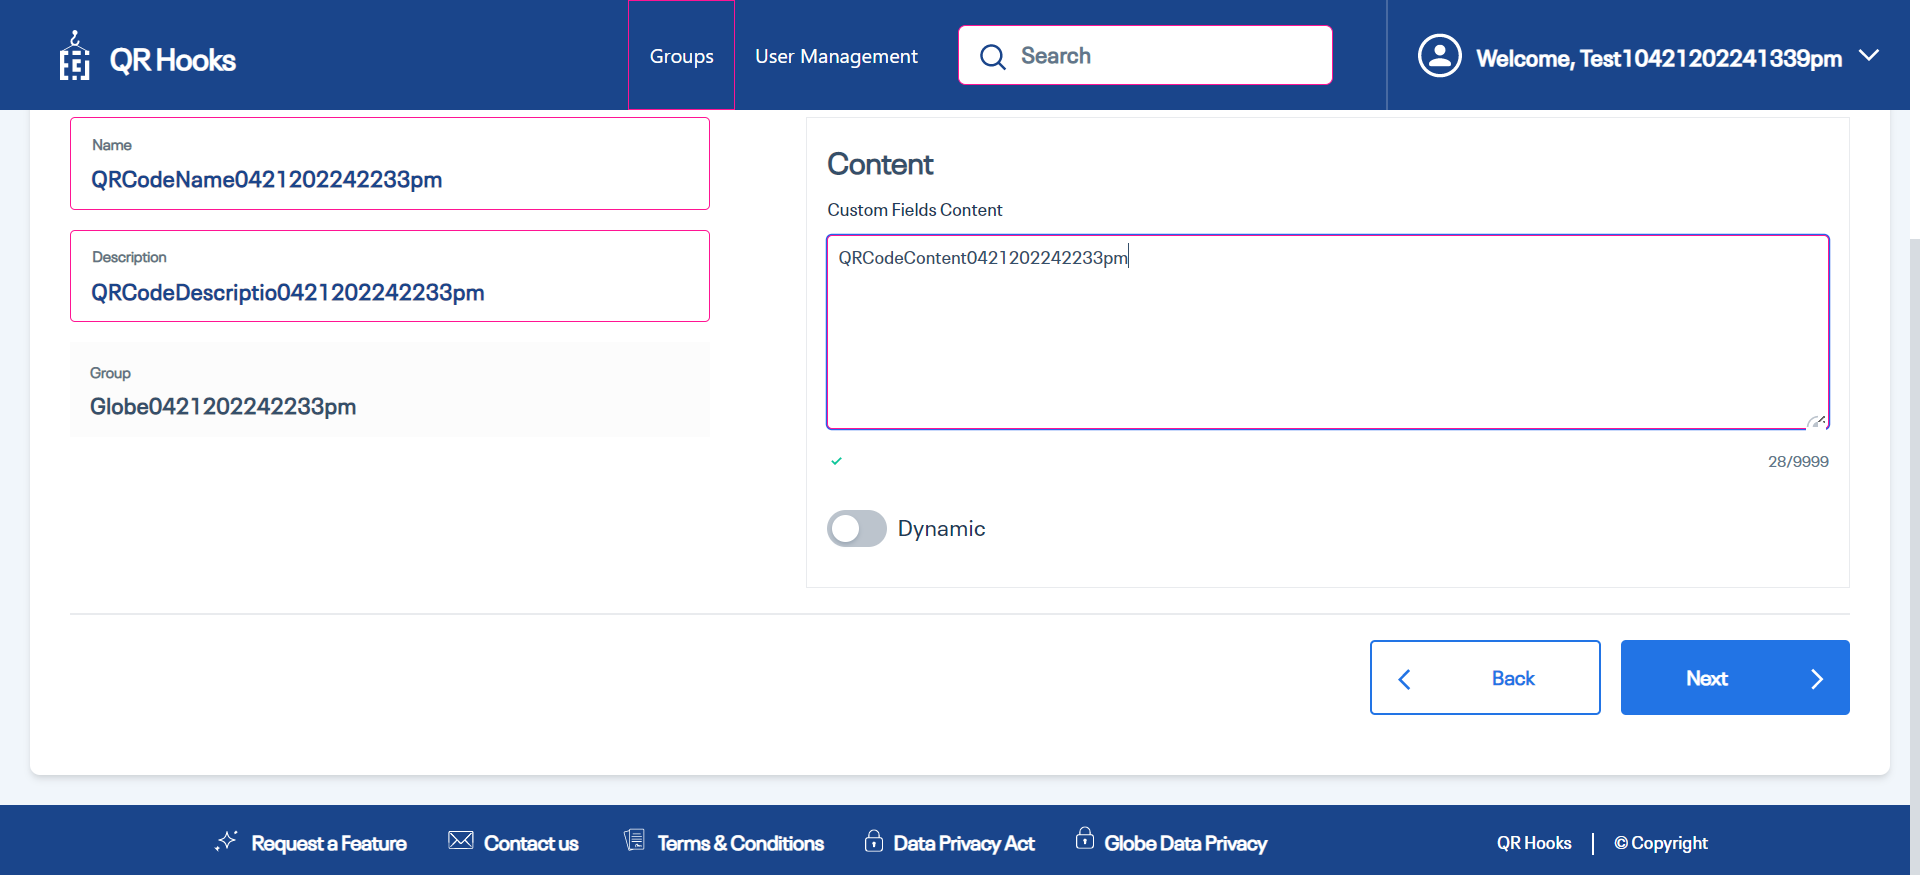 QR Hooks
Groups
User Management
Search
Welcome, Test10421202241339pm
Name
QRCodeName0421202242233pm
Description
QRCodeDescriptio0421202242233pm
Group
Globe0421202242233pm
Content
Custom Fields Content
QRCodeContent0421202242233pm
28/9999
Dynamic
Back
Next
Request a Feature
Contact us
Terms & Conditions
Data Privacy Act
Globe Data Privacy
QR Hooks
© Copyright